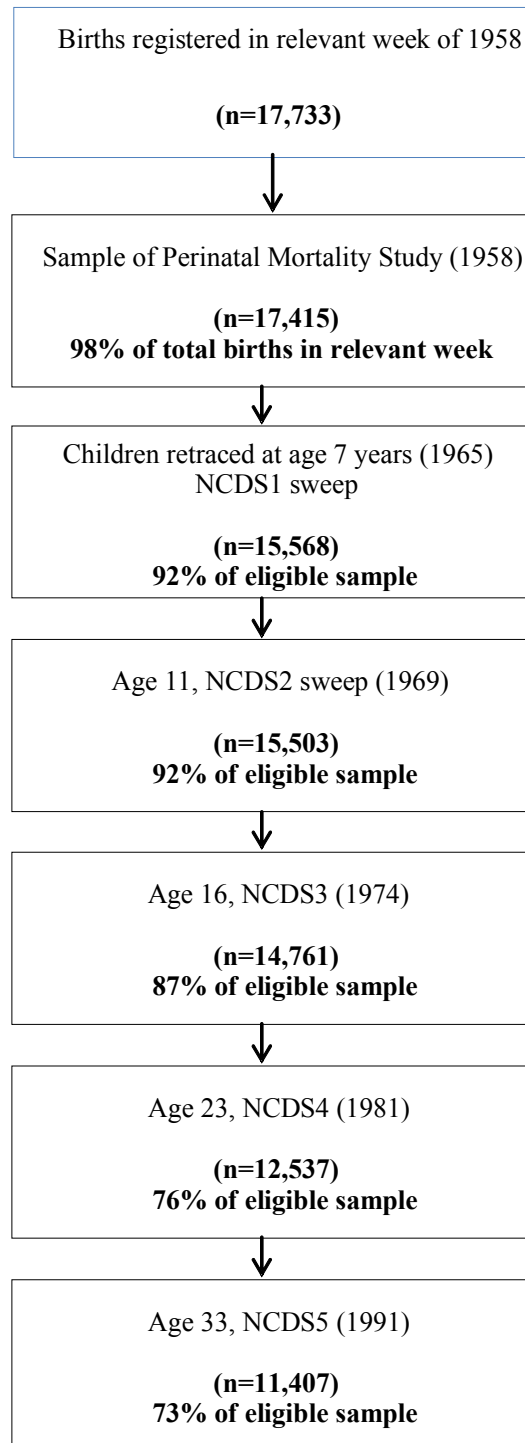 Births registered in relevant week of 1958
(n=17,733)
Sample of Perinatal Mortality Study (1958)
(n=17,415)
98% of total births in relevant week
Children retraced at age 7 years (1965)
NCDS1 sweep
(n=15,568)
92% of eligible sample
Age 11, NCDS2 sweep (1969)
(n=15,503)
92% of eligible sample
Age 16, NCDS3 (1974)
(n=14,761)
87% of eligible sample
Age 23, NCDS4 (1981)
(n=12,537)
76% of eligible sample
Age 33, NCDS5 (1991)
(n=11,407)
73% of eligible sample